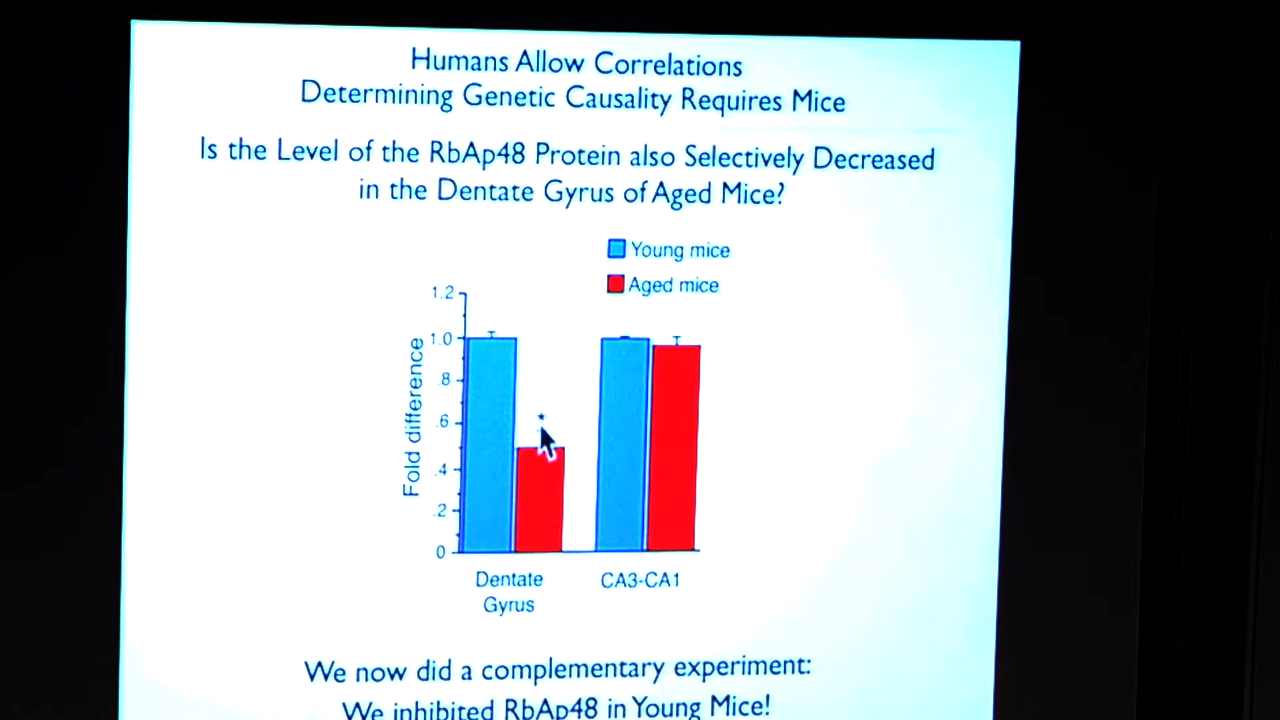 Humans Allow Correlations
Determining Genetic Causality Requires Mice
Is the Level of the RbAp48 Protein also Selectively Decreased
in the Dentate Gyrus of Aged Mice?
Young mice
Aged mice
Fold difference
1.2
1.0
.8
.6
.4
.2
0
*
Dentate
Gyrus
CA3-CA1
We now did a complementary experiment:
We inhibited RbAp48 in Young Mice!